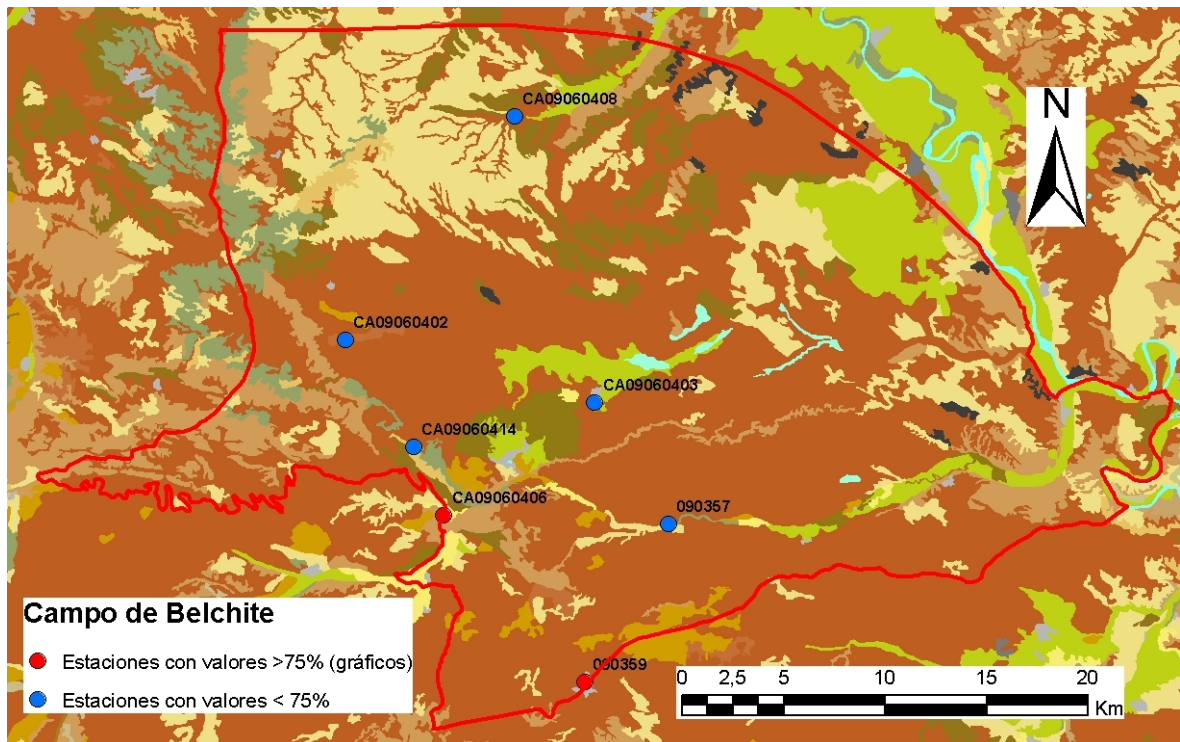 CA09060408
N
CA09060402
CA09060403
CA09060414
CA09060406
090357
090359
Campo de Belchite
Estaciones con valores >75% (gráficos)
Estaciones con valores < 75%
0 2,5 5 10 15 20
Km